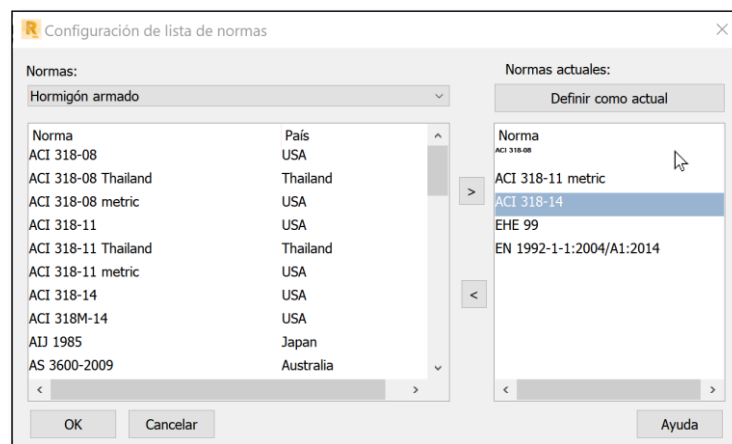 R Configuración de lista de normas
Normas:
Hormigón armado
Norma País
ACI 318-08 USA
ACI 318-08 Thailand Thailand
ACI 318-08 metric USA
ACI 318-11 USA
ACI 318-11 Thailand Thailand
ACI 318-11 metric USA
ACI 318-14 USA
ACI 318M-14 USA
AIJ 1985 Japan
AS 3600-2009 Australia
>
<
Normas actuales:
Definir como actual
Norma
ACI 318-08
ACI 318-11 metric
ACI 318-14
EHE 99
EN 1992-1-1:2004/A1:2014
OK Cancelar Ayuda